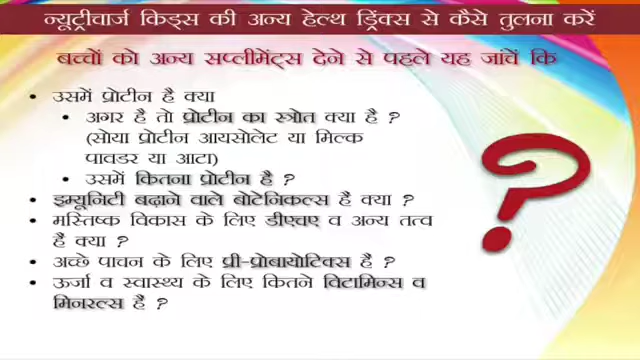 न्यूट्रीचार्ज किड्स की अन्य हेल्थ ड्रिंक्स से कैसे तुलना करें
बच्चों को अन्य सप्लीमेंट्स देने से पहले यह जांचें कि
• उसमें प्रोटीन है क्या
• अगर है तो प्रोटीन का स्त्रोत क्या है ?
(सोया प्रोटीन आयसोलेट या मिल्क
पावडर या आटा)
• उसमें कितना प्रोटीन है ?
• इम्यूनिटी बढ़ाने वाले बोटेनिकल्स है क्या ?
• मस्तिष्क विकास के लिए डीएचए व अन्य तत्व
है क्या ?
• अच्छे पाचन के लिए प्री-प्रोबायोटिक्स है ?
• ऊर्जा व स्वास्थ्य के लिए कितने विटामिन्स व
मिनरल्स है ?
?